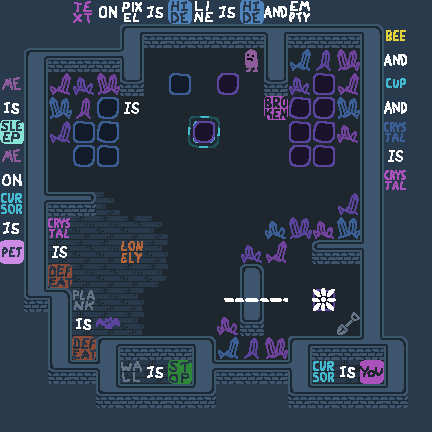 TEXT ON PIXEL IS HIDE LINE IS HIDE AND EMPTY
ME
IS
SLEEP
ME
ON
CURSOR
IS
PET
BEE
AND
CUP
AND
CRYSTAL
IS
CRYSTAL
IS
BROKEN
CRYSTAL
IS
DEFEAT
LONELY
PLANK
IS
DEFEAT
WALL IS STOP
CURSOR IS YOU